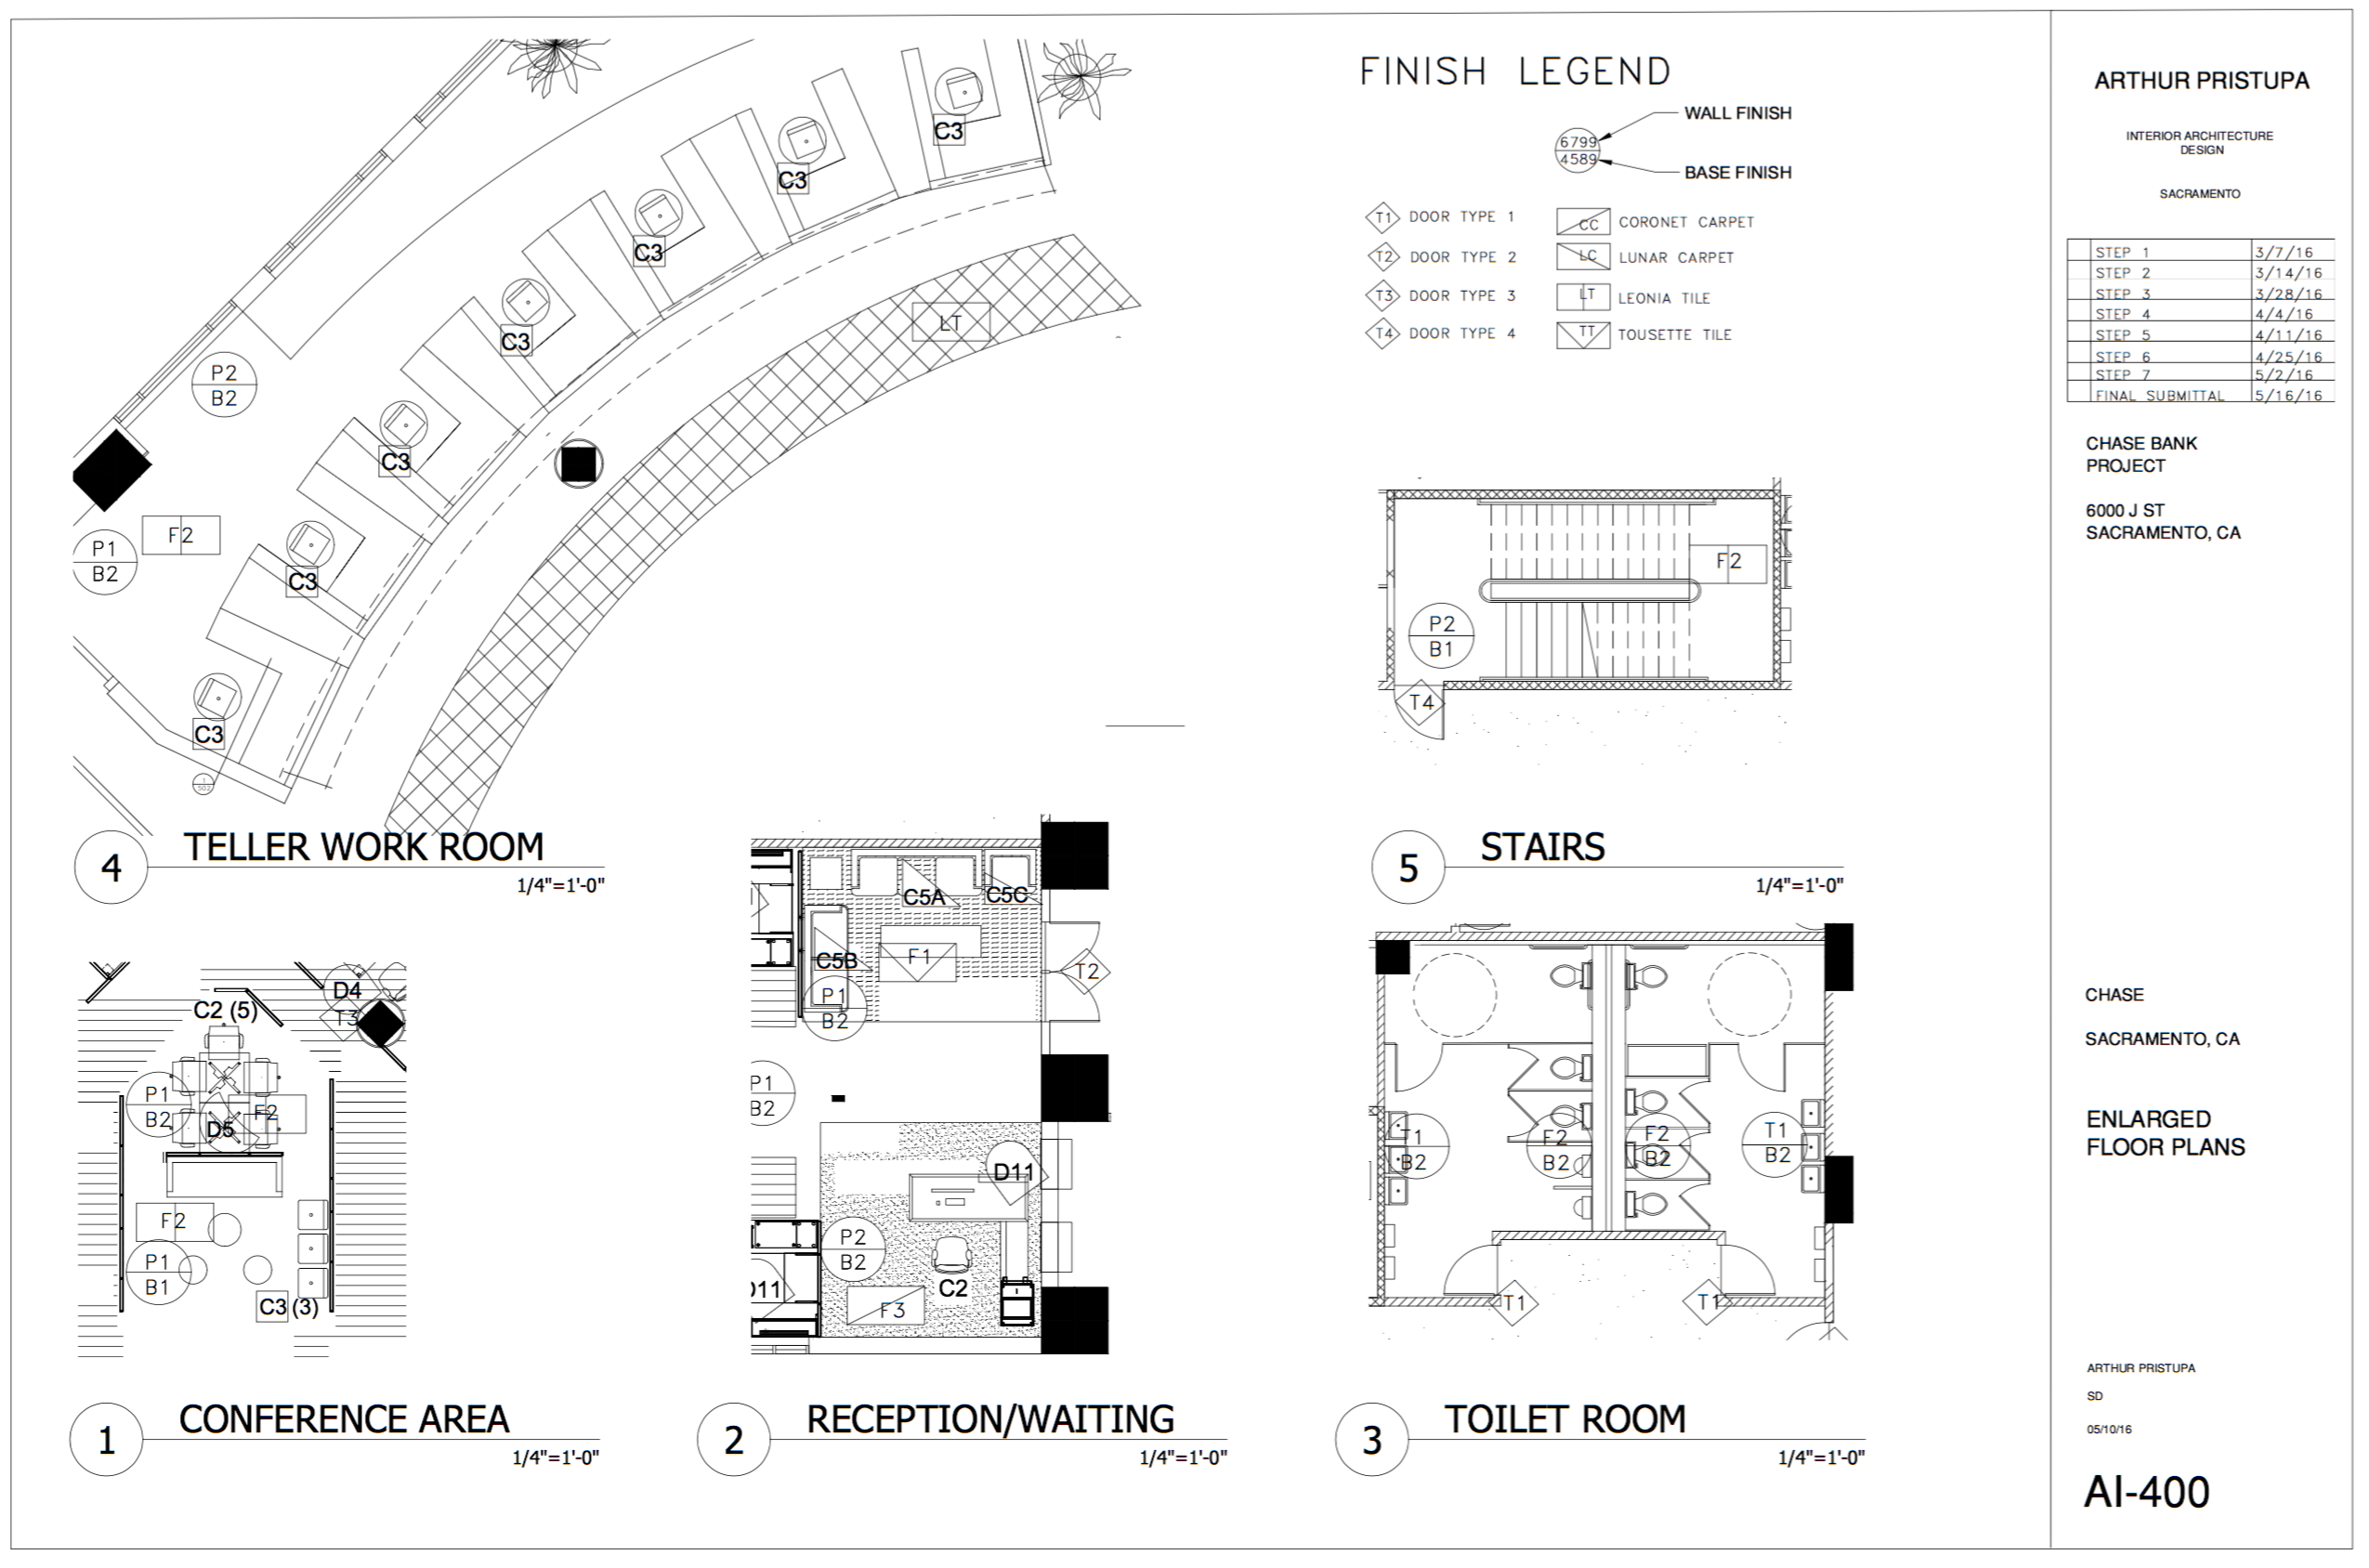 C3
C3
C3
C3
C3
C3
C3
C3
LT
P2
B2
P1
B2
F2
4
TELLER WORK ROOM
1/4"=1'-0"
FINISH LEGEND
6799
4589
WALL FINISH
BASE FINISH
T1 DOOR TYPE 1
T2 DOOR TYPE 2
T3 DOOR TYPE 3
T4 DOOR TYPE 4
CC CORONET CARPET
LC LUNAR CARPET
LT LEONIA TILE
TT TOUSETTE TILE
F2
P2
B1
T4
5
STAIRS
1/4"=1'-0"
D4
T3
C2 (5)
P1
B2
F2
D5
F2
P1
B1
C3 (3)
1
CONFERENCE AREA
1/4"=1'-0"
C5A
C5C
C5B
F1
T2
P1
B2
P1
B2
D11
P2
B2
C2
D11
F3
2
RECEPTION/WAITING
1/4"=1'-0"
T1
B2
F2
B2
F2
B2
T1
B2
T1
T1
3
TOILET ROOM
1/4"=1'-0"
ARTHUR PRISTUPA
INTERIOR ARCHITECTURE
DESIGN
SACRAMENTO
STEP 1 3/7/16
STEP 2 3/14/16
STEP 3 3/28/16
STEP 4 4/4/16
STEP 5 4/11/16
STEP 6 4/25/16
STEP 7 5/2/16
FINAL SUBMITTAL 5/16/16
CHASE BANK
PROJECT
6000 J ST
SACRAMENTO, CA
CHASE
SACRAMENTO, CA
ENLARGED
FLOOR PLANS
ARTHUR PRISTUPA
SD
05/10/16
AI-400